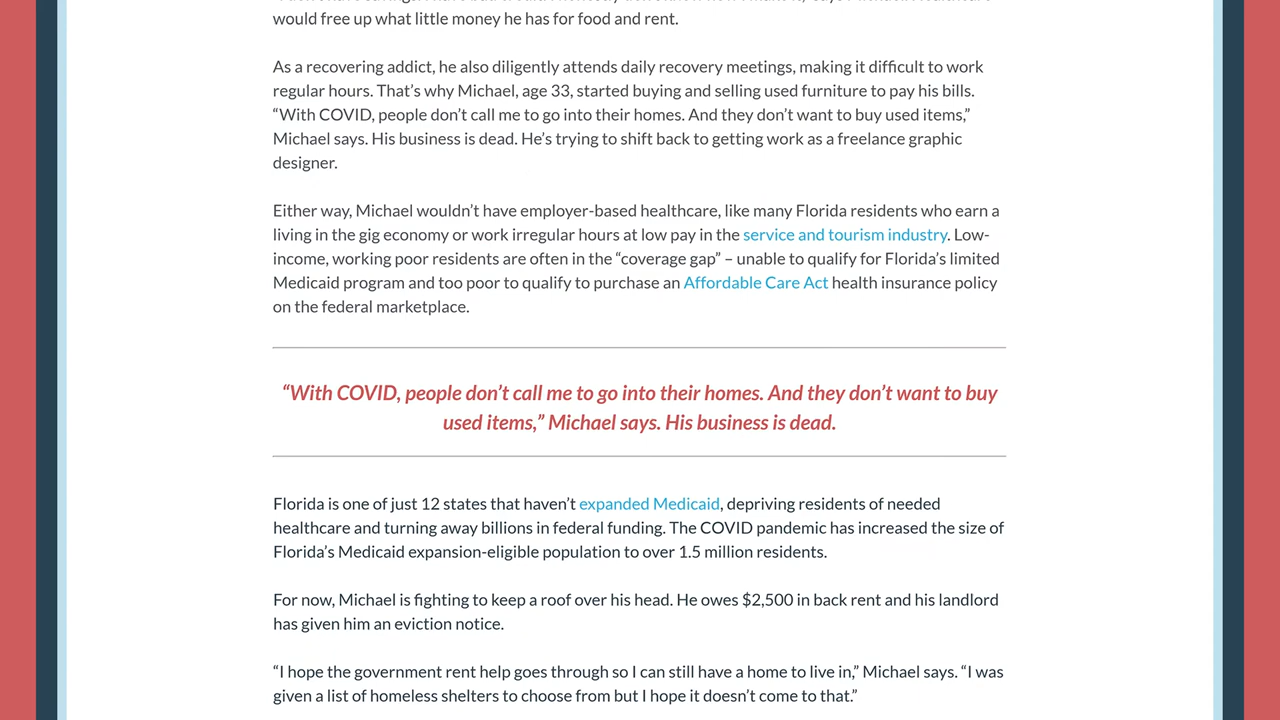 would free up what little money he has for food and rent.
As a recovering addict, he also diligently attends daily recovery meetings, making it difficult to work
regular hours. That’s why Michael, age 33, started buying and selling used furniture to pay his bills.
“With COVID, people don’t call me to go into their homes. And they don’t want to buy used items,”
Michael says. His business is dead. He’s trying to shift back to getting work as a freelance graphic
designer.
Either way, Michael wouldn’t have employer-based healthcare, like many Florida residents who earn a
living in the gig economy or work irregular hours at low pay in the service and tourism industry. Low-
income, working poor residents are often in the “coverage gap” – unable to qualify for Florida’s limited
Medicaid program and too poor to qualify to purchase an Affordable Care Act health insurance policy
on the federal marketplace.
“With COVID, people don’t call me to go into their homes. And they don’t want to buy
used items,” Michael says. His business is dead.
Florida is one of just 12 states that haven’t expanded Medicaid, depriving residents of needed
healthcare and turning away billions in federal funding. The COVID pandemic has increased the size of
Florida’s Medicaid expansion-eligible population to over 1.5 million residents.
For now, Michael is fighting to keep a roof over his head. He owes $2,500 in back rent and his landlord
has given him an eviction notice.
“I hope the government rent help goes through so I can still have a home to live in,” Michael says. “I was
given a list of homeless shelters to choose from but I hope it doesn’t come to that.”